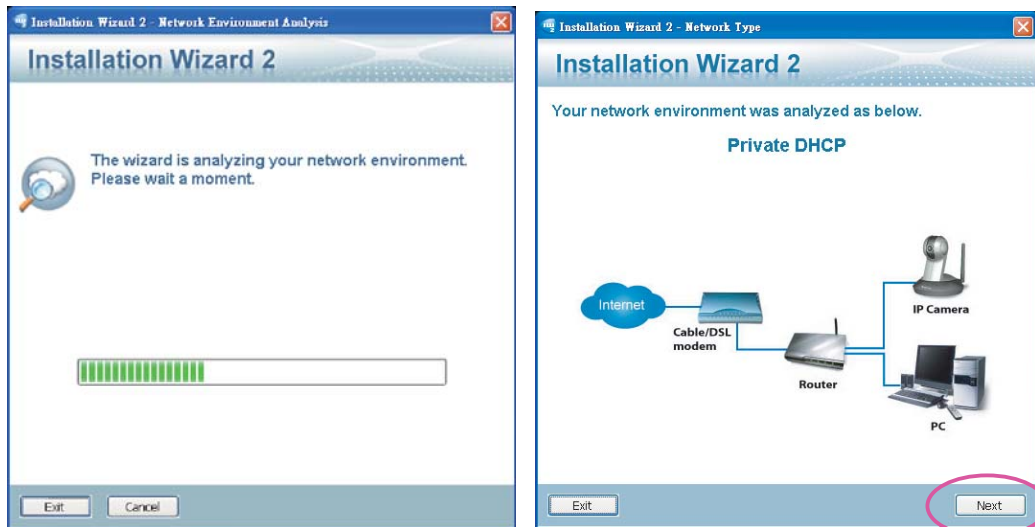 Installation Wizard 2 - Network Environment Analysis
Installation Wizard 2
The wizard is analyzing your network environment.
Please wait a moment.
Exit
Cancel
Installation Wizard 2 - Network Type
Installation Wizard 2
Your network environment was analyzed as below.
Private DHCP
Internet
Cable/DSL
modem
Router
IP Camera
PC
Exit
Next